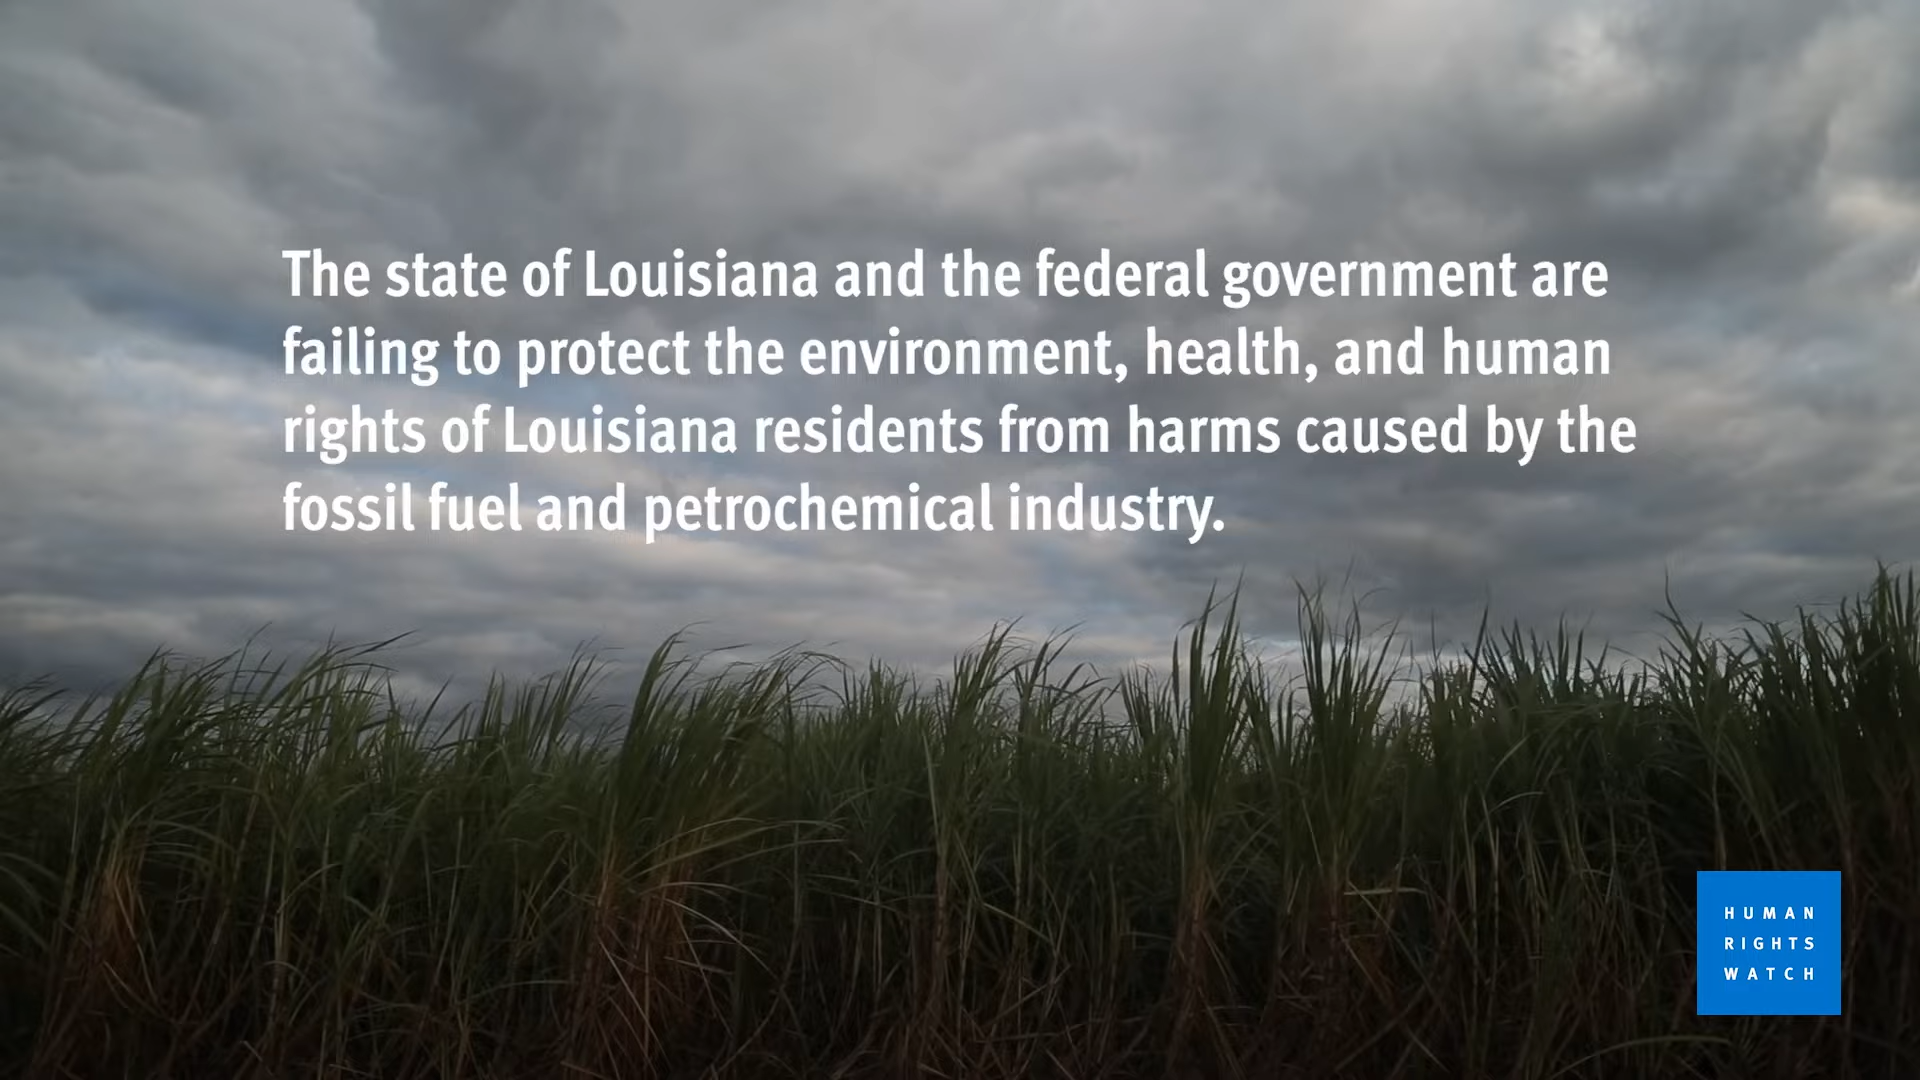 The state of Louisiana and the federal government are
failing to protect the environment, health, and human
rights of Louisiana residents from harms caused by the
fossil fuel and petrochemical industry.
HUMAN
RIGHTS
WATCH